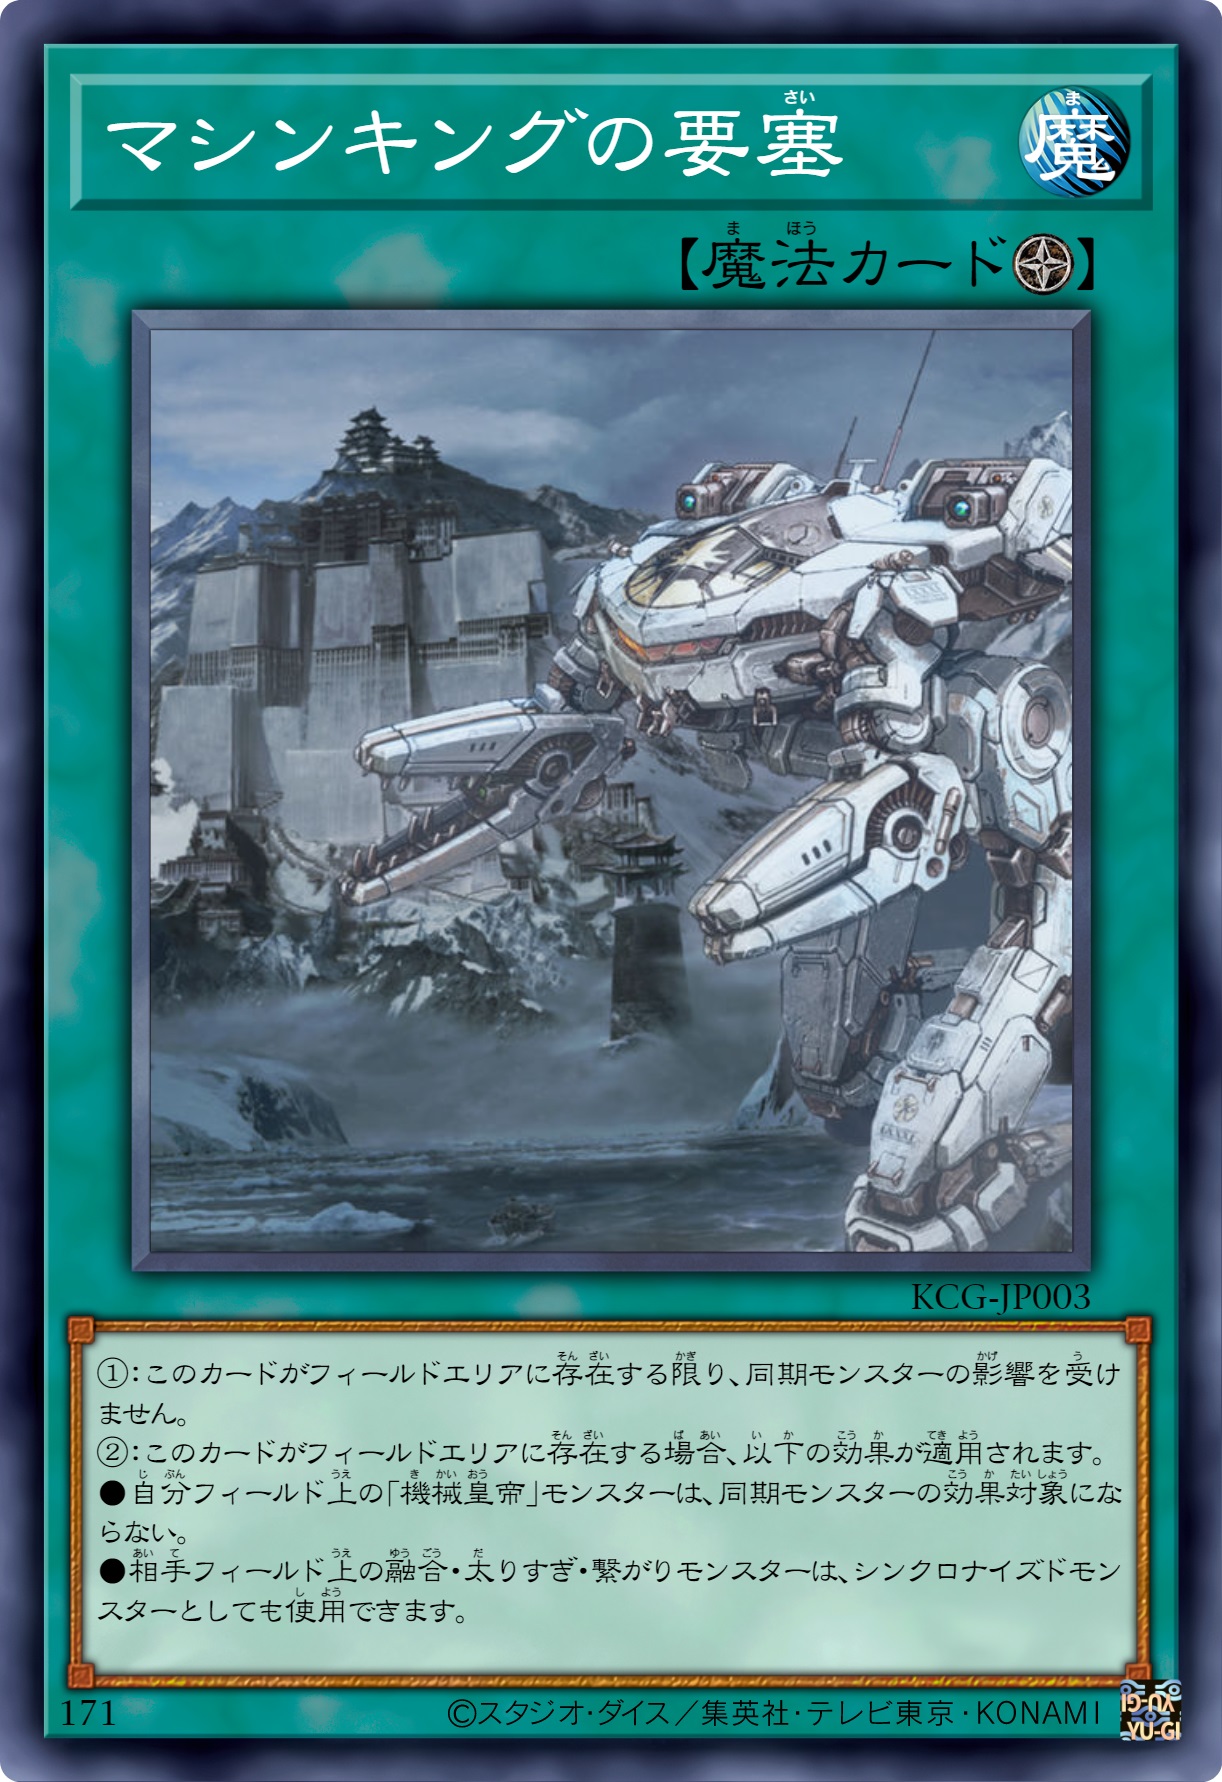 マシンキングの要塞
魔
【魔法カード】
KCG-JP003
①:このカードがフィールドエリアに存在する限り、同期モンスターの影響を受け
ません。
②:このカードがフィールドエリアに存在する場合、以下の効果が適用されます。
●自分フィールド上の「機械皇帝」モンスターは、同期モンスターの効果対象にな
らない。
●相手フィールド上の融合・太りすぎ・繋がりモンスターは、シンクロナイズドモン
スターとしても使用できます。
171
©スタジオ・ダイス/集英社・テレビ東京・KONAMI
YU-GI
YU-GI